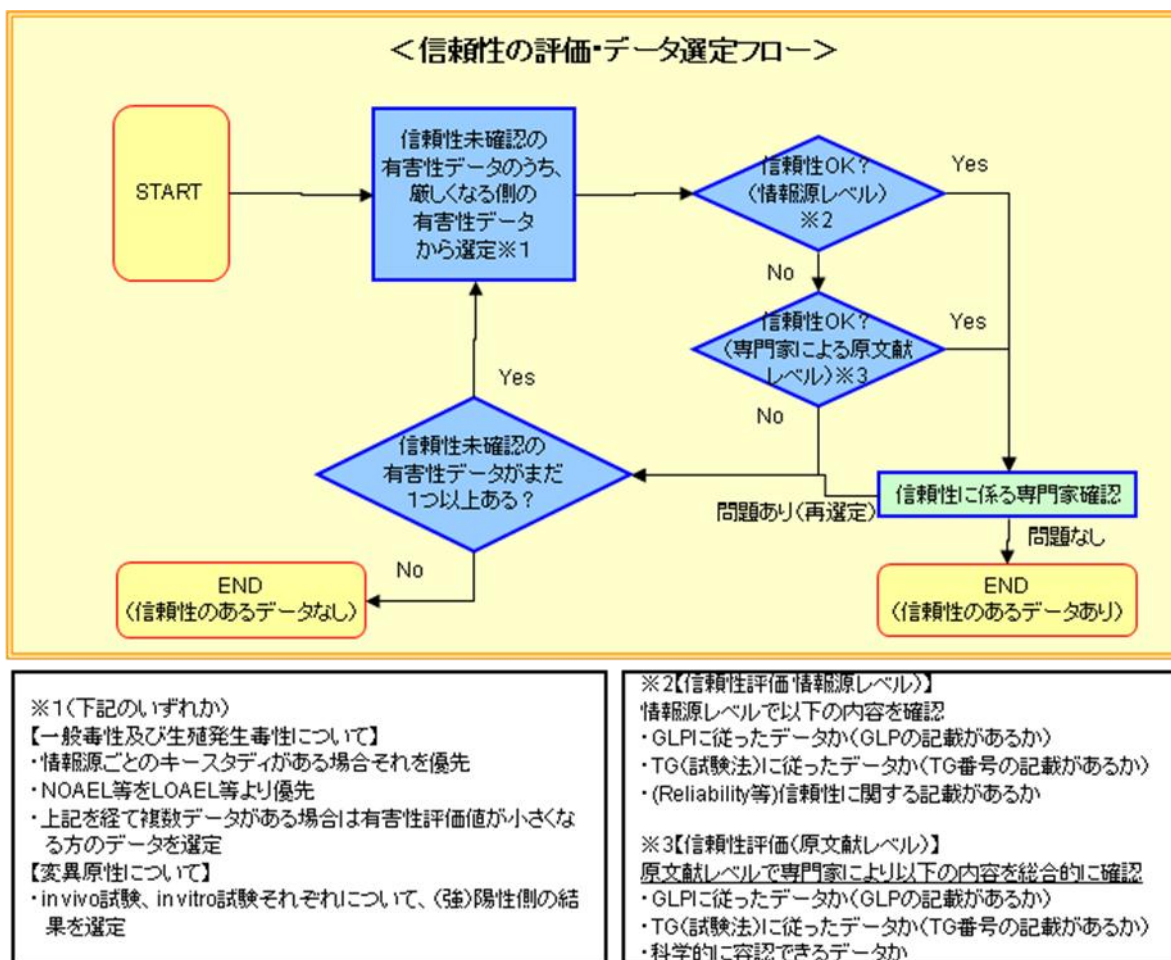 ＜信頼性の評価・データ選定フロー＞
START
信頼性未確認の
有害性データのうち、
厳しくなる側の
有害性データ
から選定※1
信頼性OK？
（情報源レベル）
※2
Yes
No
信頼性OK？
（専門家による原文献
レベル）※3
Yes
No
Yes
信頼性未確認の
有害性データがまだ
1つ以上ある？
No
問題あり（再選定）
信頼性に係る専門家確認
問題なし
END
（信頼性のあるデータなし）
END
（信頼性のあるデータあり）
※1（下記のいずれか）
【一般毒性及び生殖発生毒性について】
・情報源ごとのキースタディがある場合それを優先
・NOAEL等をLOAEL等より優先
・上記を経て複数データがある場合は有害性評価値が小さくな
る方のデータを選定
【変異原性について】
・in vivo試験、in vitro試験それぞれについて、（強）陽性側の結
果を選定
※2【信頼性評価情報源レベル）】
情報源レベルで以下の内容を確認
・GLPに従ったデータか（GLPの記載があるか）
・TG（試験法）に従ったデータか（TG番号の記載があるか）
・(Reliability等)信頼性に関する記載があるか
※3【信頼性評価（原文献レベル）】
原文献レベルで専門家により以下の内容を総合的に確認
・GLPに従ったデータか（GLPの記載があるか）
・TG（試験法）に従ったデータか（TG番号の記載があるか）
・科学的に容認できるデータか